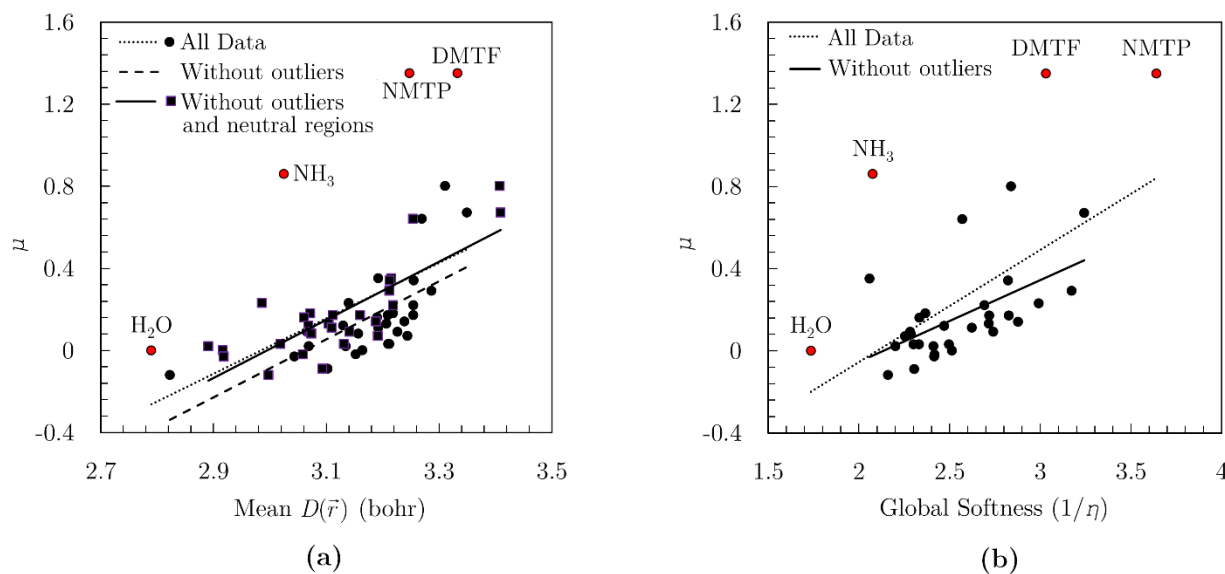 1.6
1.2
0.8
0.4
0
-0.4
μ
All Data
Without outliers
Without outliers
and neutral regions
DMTF
NMTP
NH₃
H₂O
2.7 2.9 3.1 3.3 3.5
Mean D(r⃗) (bohr)
(a)
1.6
1.2
0.8
0.4
0
-0.4
μ
All Data
Without outliers
DMTF NMTP
NH₃
H₂O
1.5 2 2.5 3 3.5 4
Global Softness (1/η)
(b)